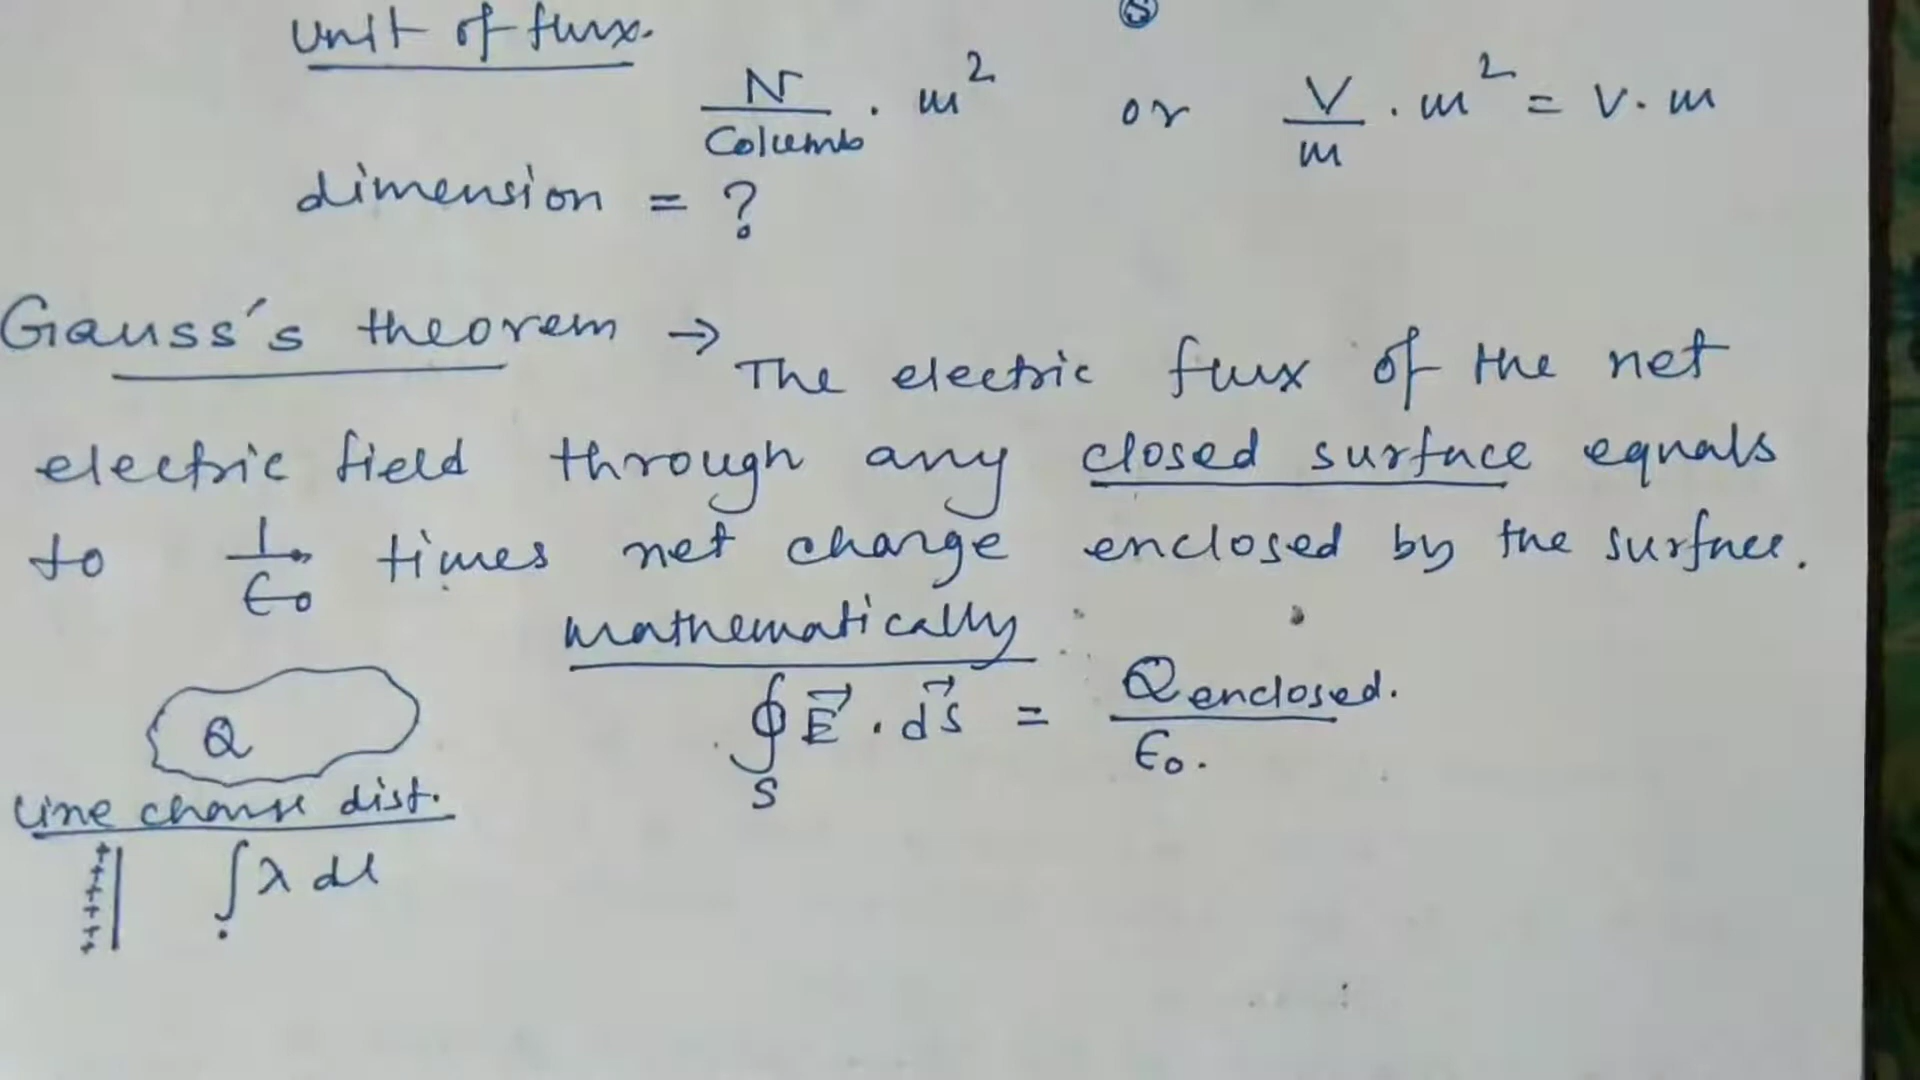 Unit of flux.
S
N/Columb . m² or V/m . m² = V. m
dimension = ?
Gauss's theorem → The electric flux of the net
electric field through any closed surface equals
to 1/ϵ₀ times net charge enclosed by the surface.
mathematically
Q
∮ₛ E⃗ . ds⃗ = Q enclosed. / ϵ₀.
Line charge dist.
+++++ ∫ λ dl